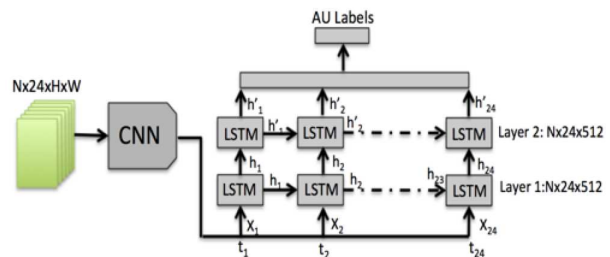 AU Labels
Nx24xHxW
CNN
h'1 h'2 h'24
LSTM h'1 LSTM h'2 LSTM Layer 2: Nx24x512
h1 h2 h24
LSTM h1 LSTM h2 h23 LSTM Layer 1:Nx24x512
X1 X2 X24
t1 t2 t24